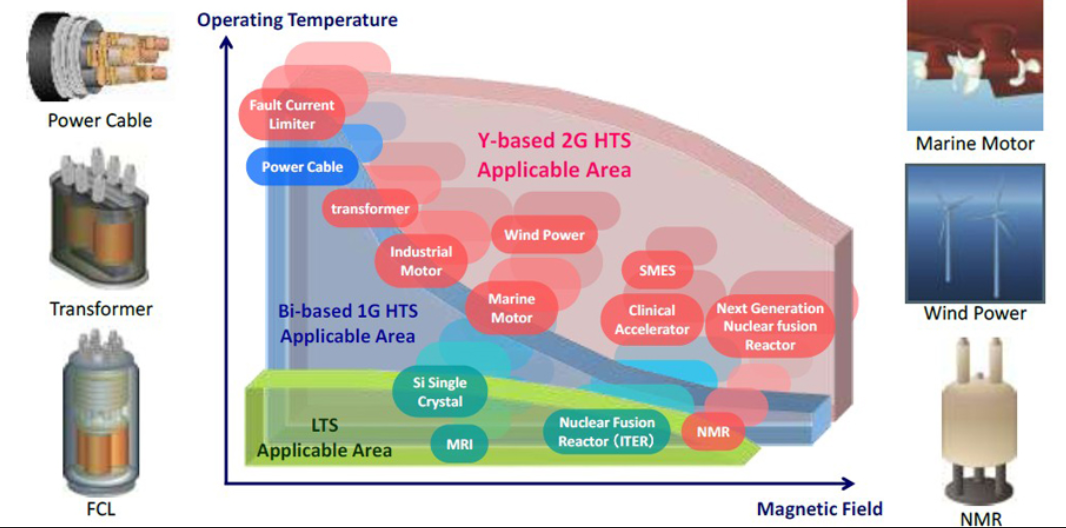 Operating Temperature
Power Cable
Transformer
FCL
Fault Current
Limiter
Power Cable
transformer
Industrial
Motor
Marine
Motor
Wind Power
Y-based 2G HTS
Applicable Area
SMES
Clinical
Accelerator
Next Generation
Nuclear fusion
Reactor
Bi-based 1G HTS
Applicable Area
Si Single
Crystal
LTS
Applicable Area
MRI
Nuclear Fusion
Reactor（ITER）
NMR
Magnetic Field
Marine Motor
Wind Power
NMR